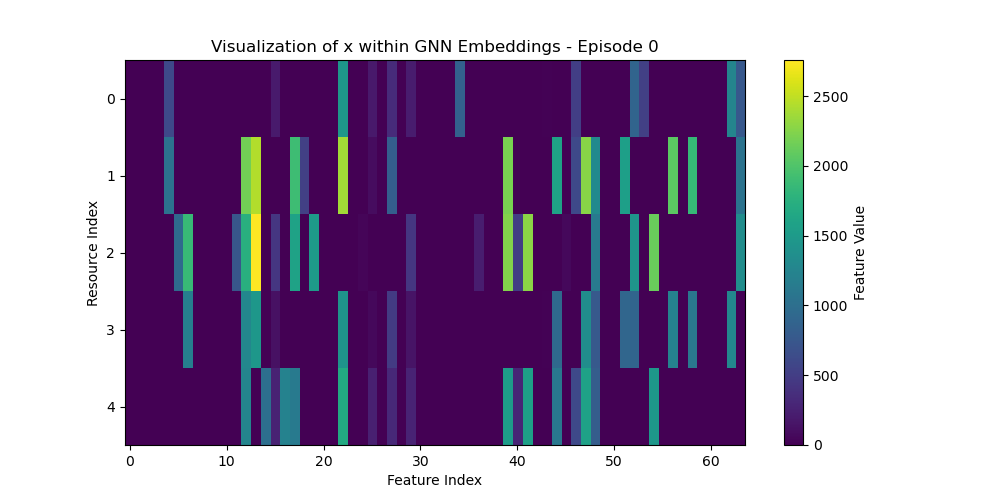 Visualization of x within GNN Embeddings - Episode 0
0
1
2
3
4
Resource Index
0 10 20 30 40 50 60
Feature Index
2500
2000
1500
1000
500
0
Feature Value